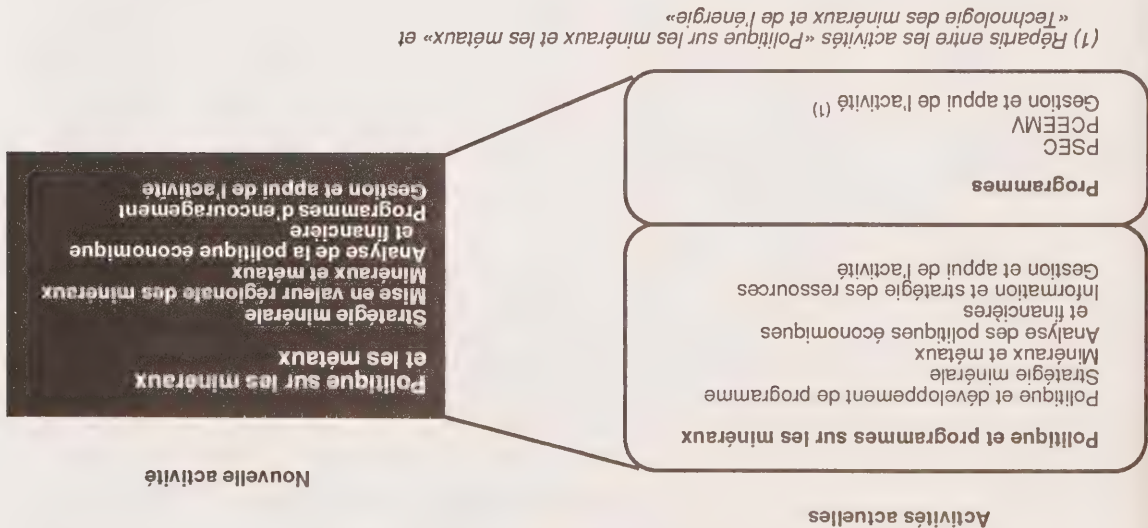 Activités actuelles
Politique et programmes sur les minéraux
Politique et développement de programme
Stratégie minérale
Minéraux et métaux
Analyse des politiques économiques
et financières
Information et stratégie des ressources
Gestion et appui de l'activité
Programmes
PSEC
PCEEMV
Gestion et appui de l'activité (1)
Nouvelle activité
Politique sur les minéraux
et les métaux
Stratégie minérale
Mise en valeur régionale des minéraux
Minéraux et métaux
Analyse de la politique économique
et financière
Programmes d'encouragement
Gestion et appui de l'activité
(1) Répartis entre les activités «Politique sur les minéraux et les métaux» et
«Technologie des minéraux et de l'énergie»